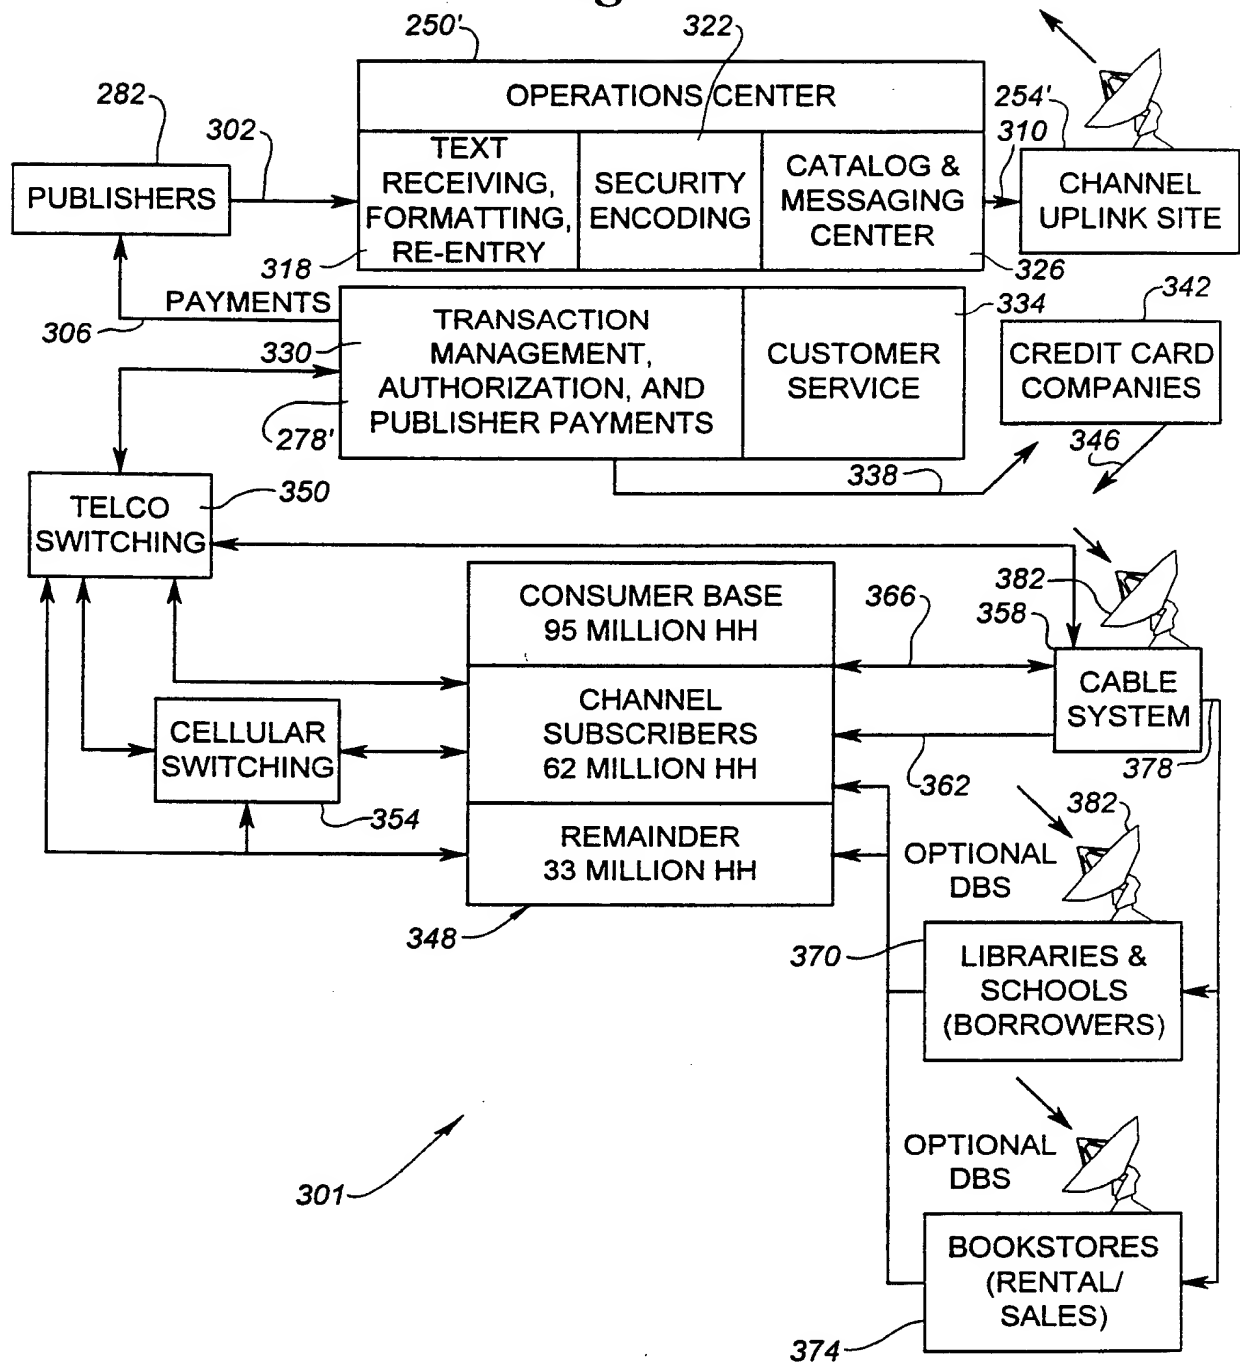 250'
322
282
302
254'
310
OPERATIONS CENTER
PUBLISHERS
TEXT
RECEIVING,
FORMATTING,
RE-ENTRY
318
SECURITY
ENCODING
CATALOG &
MESSAGING
CENTER
326
CHANNEL
UPLINK SITE
PAYMENTS
306
330
TRANSACTION
MANAGEMENT,
AUTHORIZATION, AND
PUBLISHER PAYMENTS
278'
334
CUSTOMER
SERVICE
342
CREDIT CARD
COMPANIES
346
338
TELCO
SWITCHING
350
CONSUMER BASE
95 MILLION HH
366
382
358
CABLE
SYSTEM
CHANNEL
SUBSCRIBERS
62 MILLION HH
CELLULAR
SWITCHING
354
362
378
REMAINDER
33 MILLION HH
348
382
OPTIONAL
DBS
370
LIBRARIES &
SCHOOLS
(BORROWERS)
301
OPTIONAL
DBS
BOOKSTORES
(RENTAL/
SALES)
374